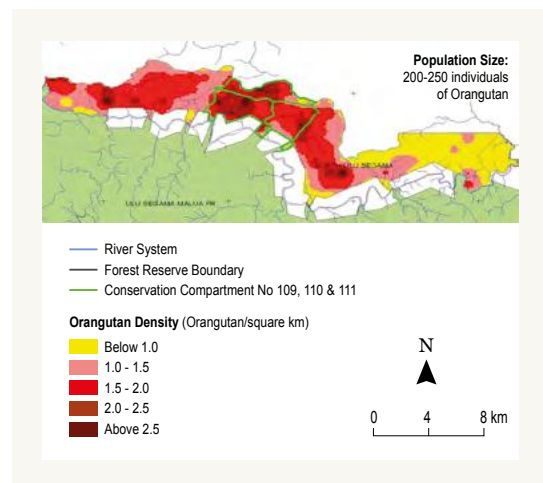 Population Size:
200-250 individuals
of Orangutan
ULU SEGAMA
ULU SEGAMA MALUA FR
River System
Forest Reserve Boundary
Conservation Compartment No 109, 110 & 111
Orangutan Density (Orangutan/square km)
Below 1.0
1.0 - 1.5
1.5 - 2.0
2.0 - 2.5
Above 2.5
N
0 4 8 km